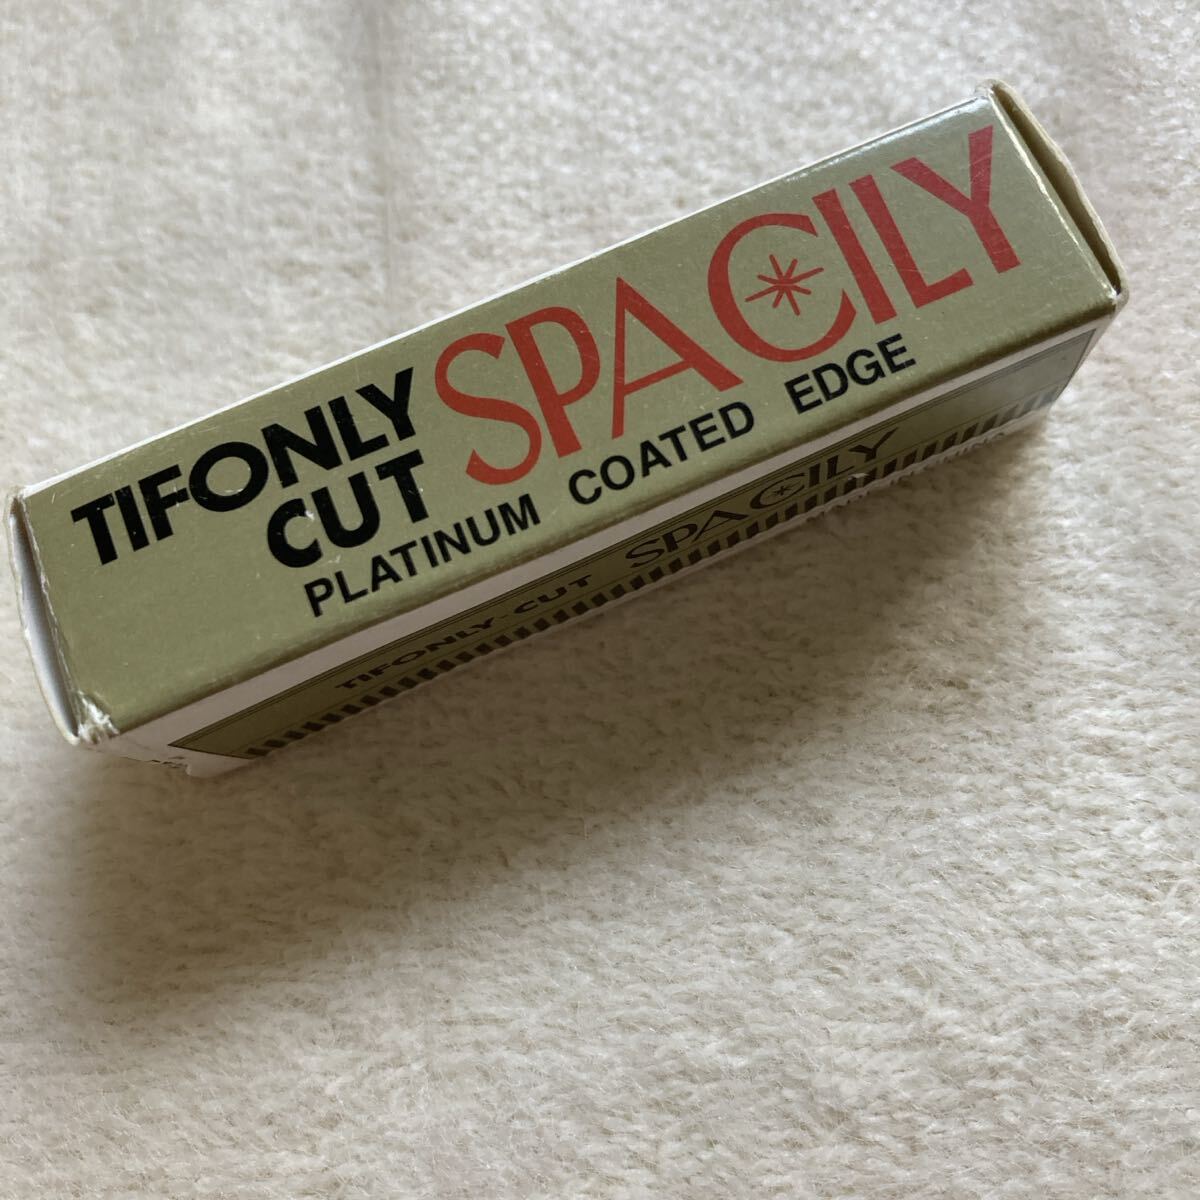 TIFONLY
CUT
SPACILY
PLATINUM COATED EDGE
TIFONLY-CUT SPACILY